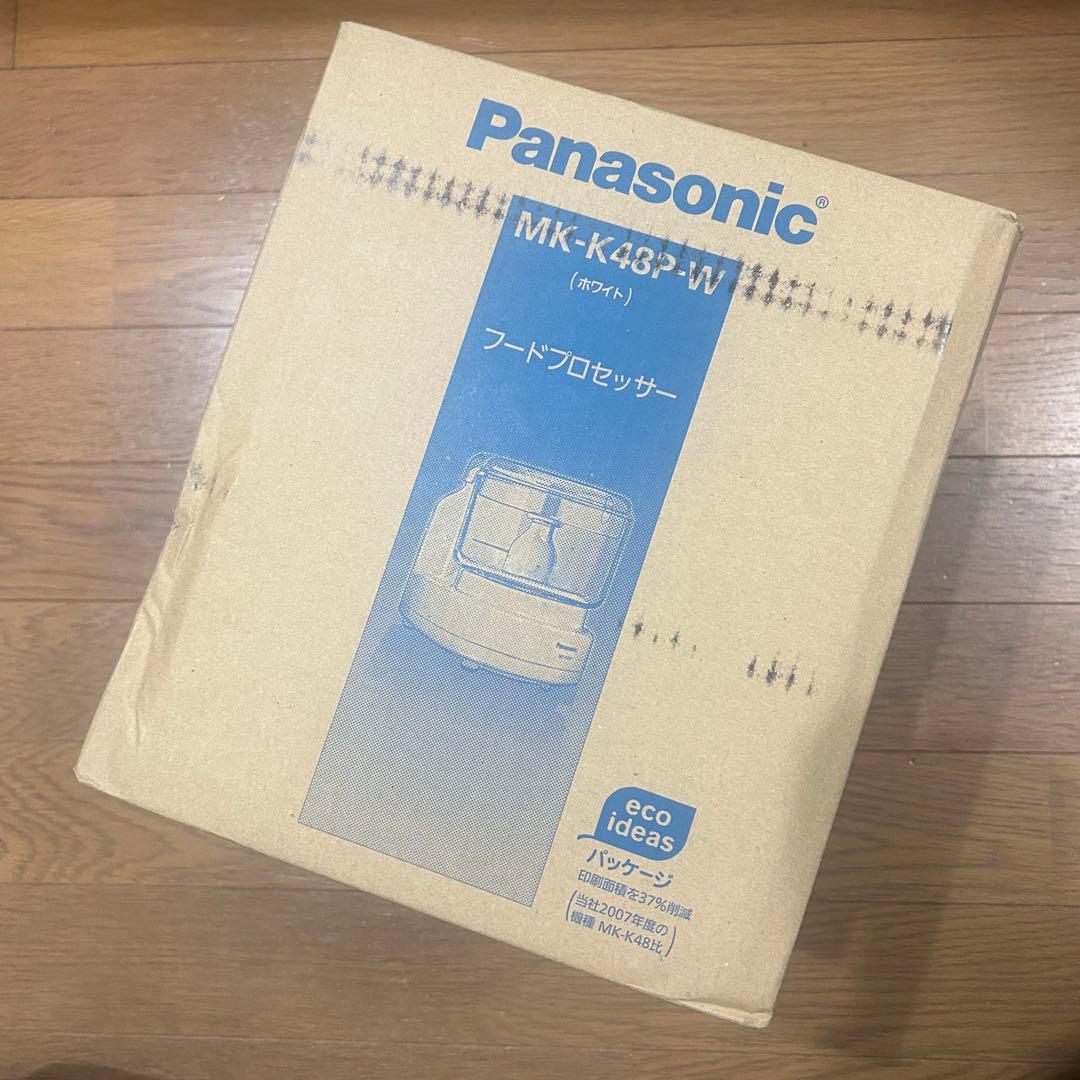 Panasonic®
MK-K48P-W
(ホワイト)
フードプロセッサー
Panasonic
eco
ideas
パッケージ
印刷面積を37%削減
(当社2007年度の
機種 MK-K48比)